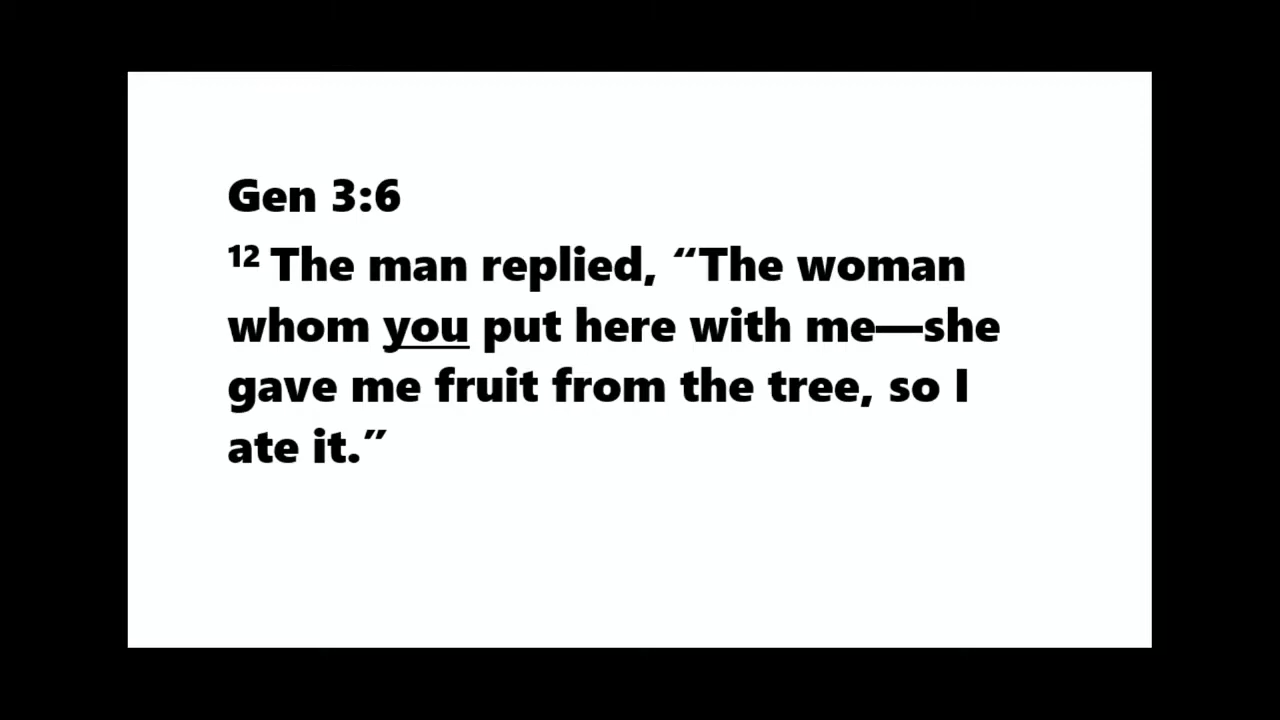 Gen 3:6
¹² The man replied, “The woman
whom you put here with me—she
gave me fruit from the tree, so I
ate it.”